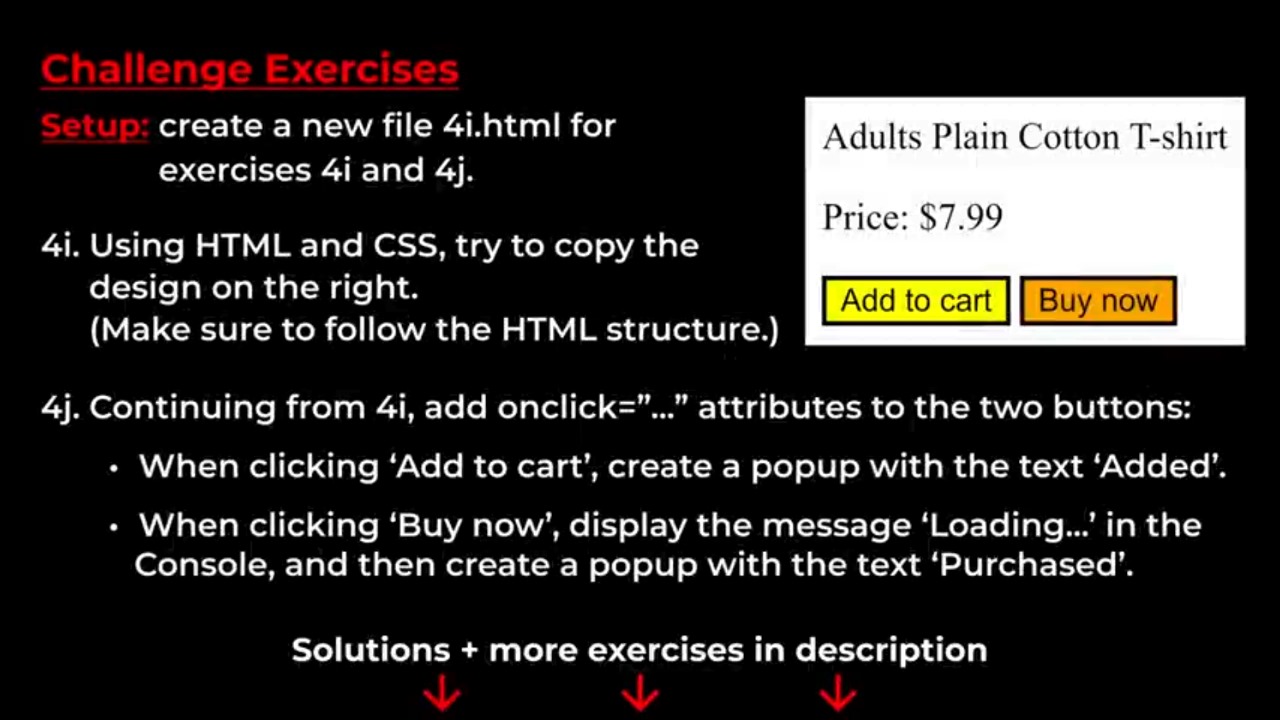 Challenge Exercises
Setup: create a new file 4i.html for
exercises 4i and 4j.
4i. Using HTML and CSS, try to copy the
design on the right.
(Make sure to follow the HTML structure.)
Adults Plain Cotton T-shirt
Price: $7.99
Add to cart Buy now
4j. Continuing from 4i, add onclick=”...” attributes to the two buttons:
• When clicking ‘Add to cart’, create a popup with the text ‘Added’.
• When clicking ‘Buy now’, display the message ‘Loading...’ in the
Console, and then create a popup with the text ‘Purchased’.
Solutions + more exercises in description